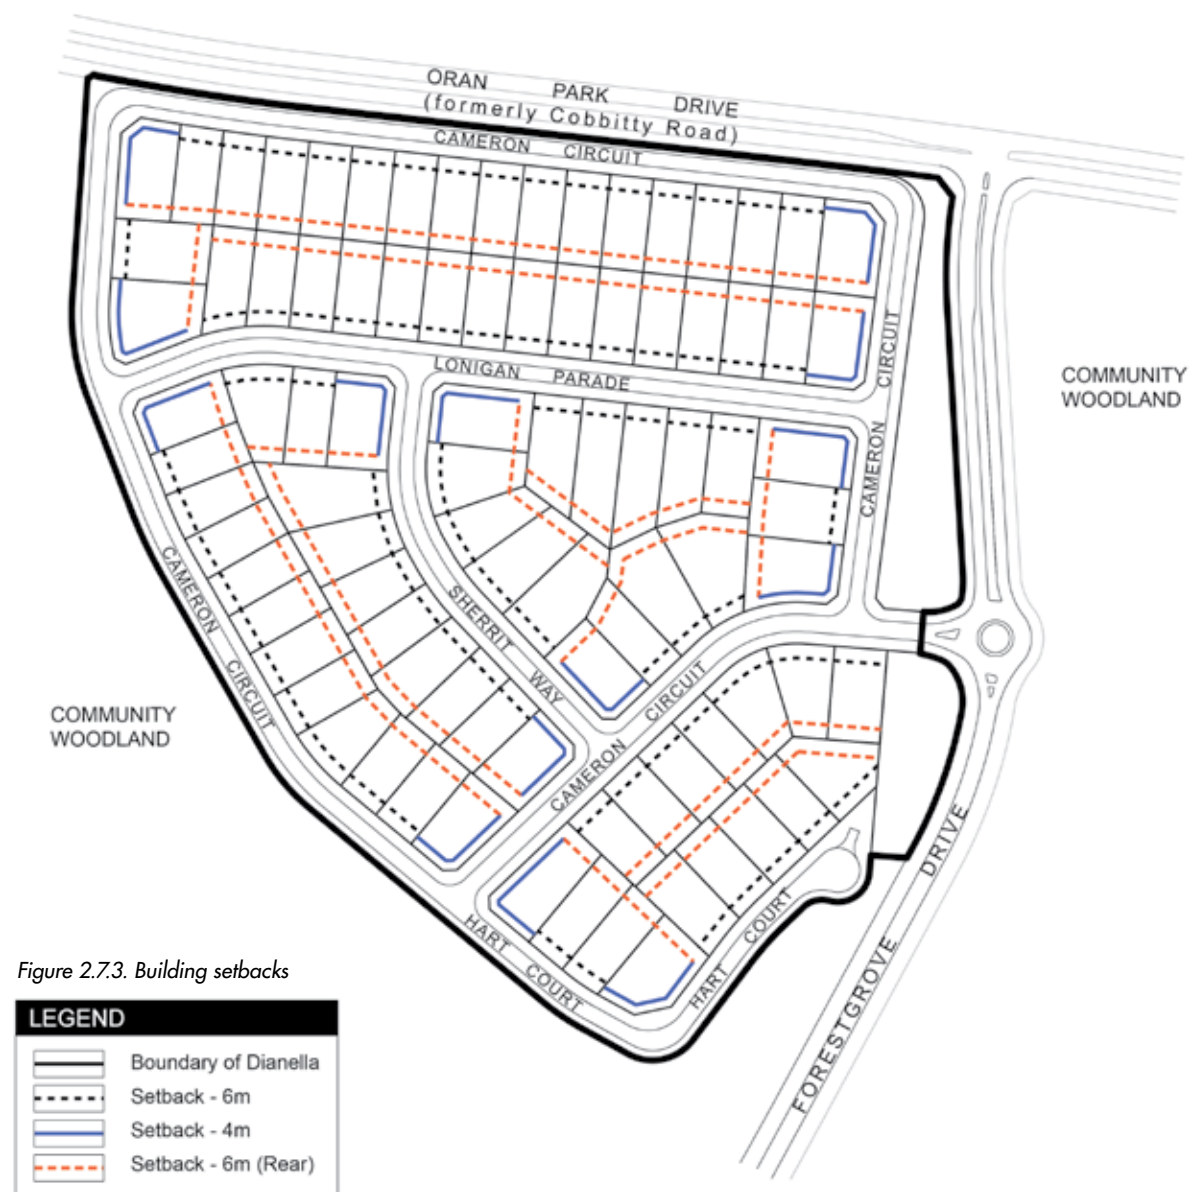 ORAN PARK DRIVE
(formerly Cobbitty Road)
CAMERON CIRCUIT
LONIGAN PARADE
CIRCUIT
CAMERON
COMMUNITY
WOODLAND
CAMERON CIRCUIT
SHERRIT WAY
CAMERON CIRCUIT
COMMUNITY
WOODLAND
HART COURT
HART COURT
FORESTGROVE DRIVE
Figure 2.7.3. Building setbacks
LEGEND
Boundary of Dianella
Setback - 6m
Setback - 4m
Setback - 6m (Rear)